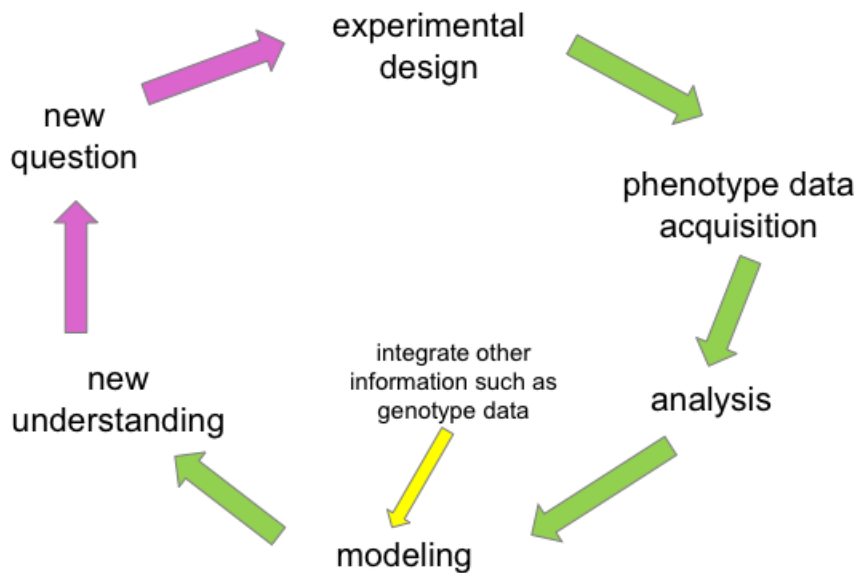 experimental
design
new
question
phenotype data
acquisition
integrate other
information such as
genotype data
new
understanding
analysis
modeling